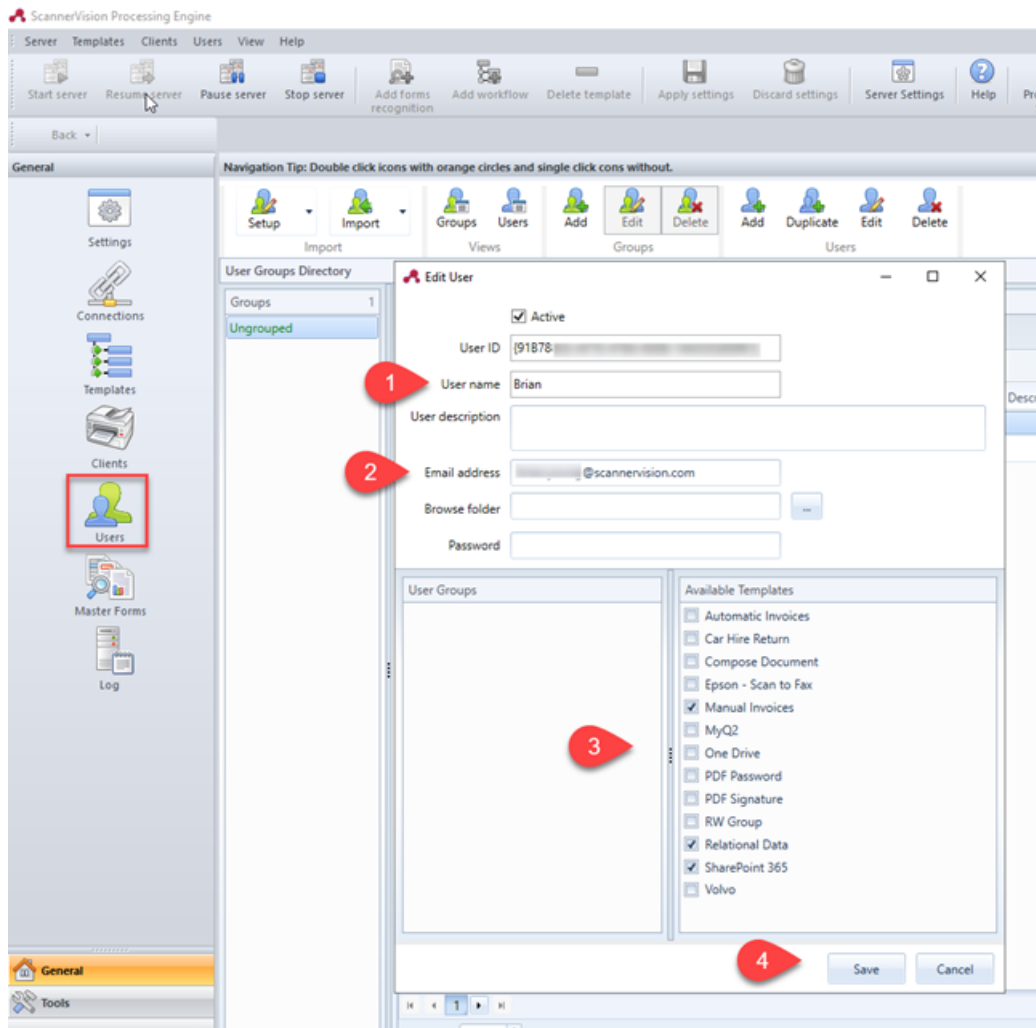 ScannerVision Processing Engine
Server Templates Clients Users View Help
Start server Resume server Pause server Stop server Add forms recognition Add workflow Delete template Apply settings Discard settings Server Settings Help
Back
General
Navigation Tip: Double click icons with orange circles and single click cons without.
Setup Import Groups Users Add Edit Delete Add Duplicate Edit Delete
Import Views Groups Users
Settings
Connections
Templates
Clients
Users
Master Forms
Log
General
Tools
User Groups Directory
Groups 1
Ungrouped
Edit User
Active
User ID {91B78
1 User name Brian
User description
2 Email address @scannervision.com
Browse folder ...
Password
User Groups
Available Templates
Automatic Invoices
Car Hire Return
Compose Document
Epson - Scan to Fax
Manual Invoices
MyQ2
3 One Drive
PDF Password
PDF Signature
RW Group
Relational Data
SharePoint 365
Volvo
4 Save Cancel
1